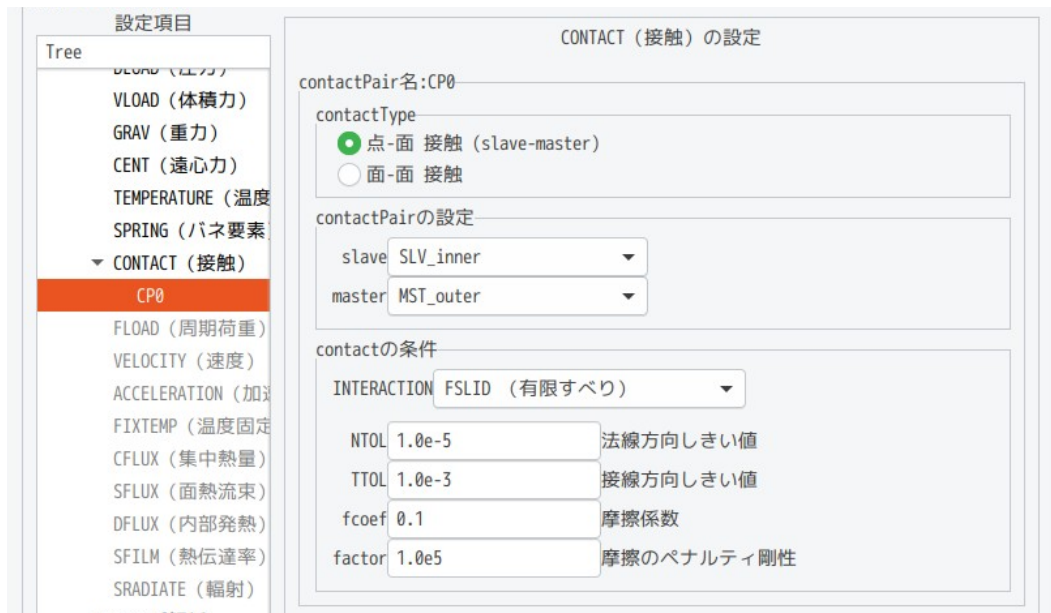 設定項目
Tree
VLOAD (体積力)
GRAV (重力)
CENT (遠心力)
TEMPERATURE (温度
SPRING (バネ要素
CONTACT (接触)
CP0
FLOAD (周期荷重)
VELOCITY (速度)
ACCELERATION (加速
FIXTEMP (温度固定
CFLUX (集中熱量)
SFLUX (面熱流束)
DFLUX (内部発熱)
SFILM (熱伝達率)
SRADIATE (輻射)
CONTACT (接触) の設定
contactPair名:CP0
contactType
点-面 接触 (slave-master)
面-面 接触
contactPairの設定
slave SLV_inner
master MST_outer
contactの条件
INTERACTION FSLID (有限すべり)
NTOL 1.0e-5 法線方向しきい値
TTOL 1.0e-3 接線方向しきい値
fcoef 0.1 摩擦係数
factor 1.0e5 摩擦のペナルティ剛性